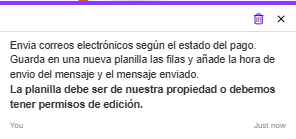 Envia correos electrónicos según el estado del pago.
Guarda en una nueva planilla las filas y añade la hora de
envio del mensaje y el mensaje enviado.
La planilla debe ser de nuestra propiedad o debemos
tener permisos de edición.
You
Just now